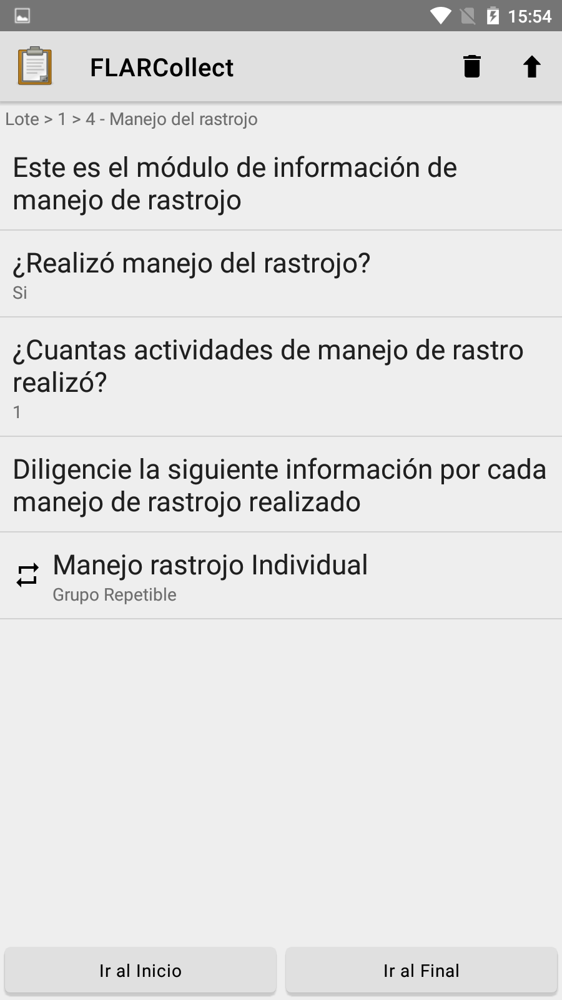 15:54
FLARCollect
Lote > 1 > 4 - Manejo del rastrojo
Este es el módulo de información de
manejo de rastrojo
¿Realizó manejo del rastrojo?
Si
¿Cuantas actividades de manejo de rastro
realizó?
1
Diligencie la siguiente información por cada
manejo de rastrojo realizado
Manejo rastrojo Individual
Grupo Repetible
Ir al Inicio
Ir al Final